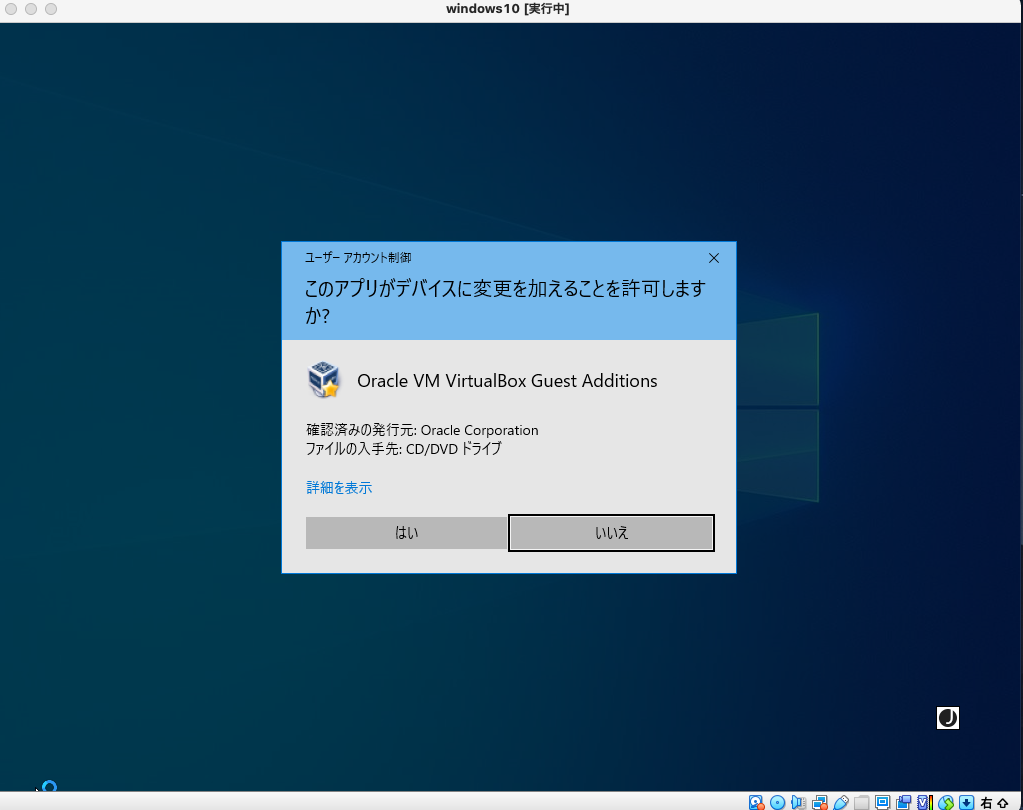 windows10 [実行中]
ユーザー アカウント制御
このアプリがデバイスに変更を加えることを許可します
か?
Oracle VM VirtualBox Guest Additions
確認済みの発行元: Oracle Corporation
ファイルの入手先: CD/DVD ドライブ
詳細を表示
はい
いいえ
J
右